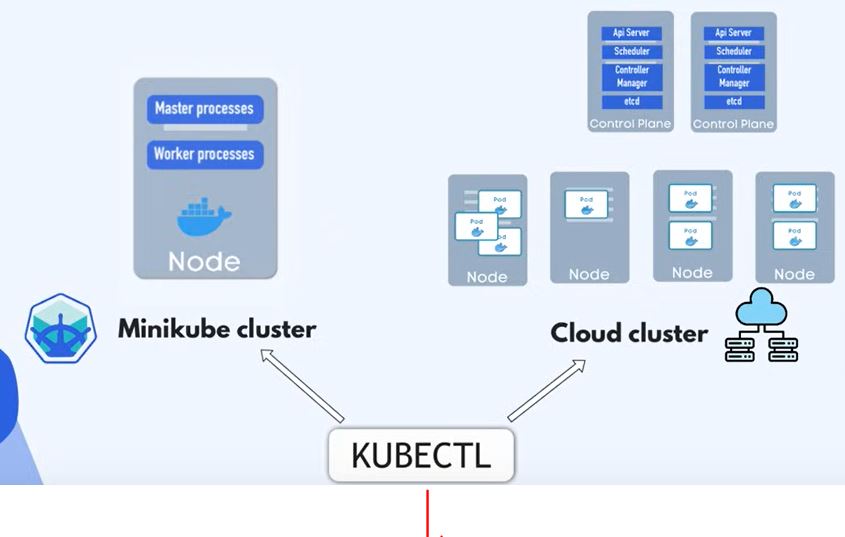 Master processes
Worker processes
Node
Minikube cluster
Api Server
Scheduler
Controller
Manager
etcd
Control Plane
Api Server
Scheduler
Controller
Manager
etcd
Control Plane
Pod
Pod
Pod
Node
Pod
Node
Pod
Pod
Node
Pod
Pod
Node
Cloud cluster
KUBECTL